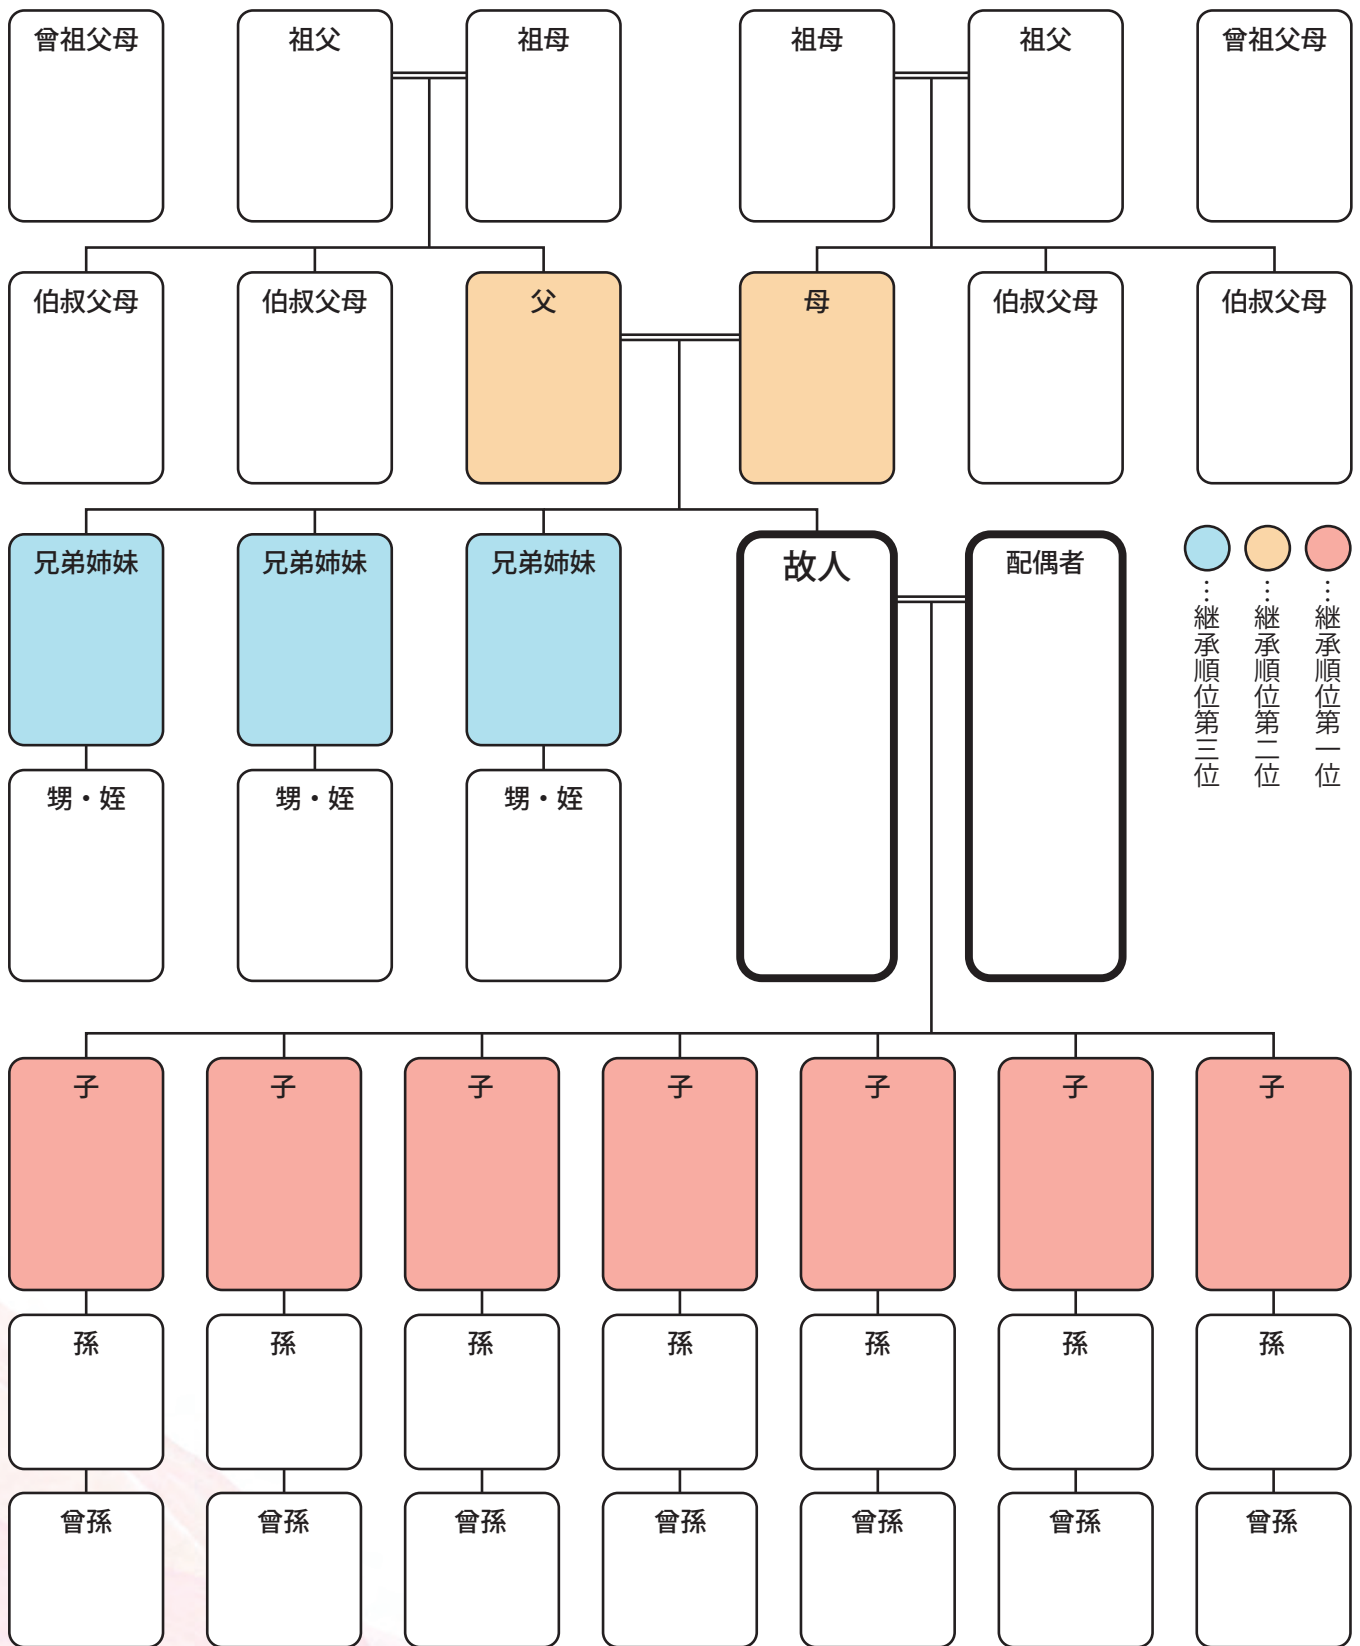 曾祖父母
祖父
祖母
祖母
祖父
曾祖父母
伯叔父母
伯叔父母
父
母
伯叔父母
伯叔父母
兄弟姉妹
兄弟姉妹
兄弟姉妹
故人
配偶者
…継承順位第一位
…継承順位第二位
…継承順位第三位
甥・姪
甥・姪
甥・姪
子
子
子
子
子
子
子
孫
孫
孫
孫
孫
孫
孫
曾孫
曾孫
曾孫
曾孫
曾孫
曾孫
曾孫